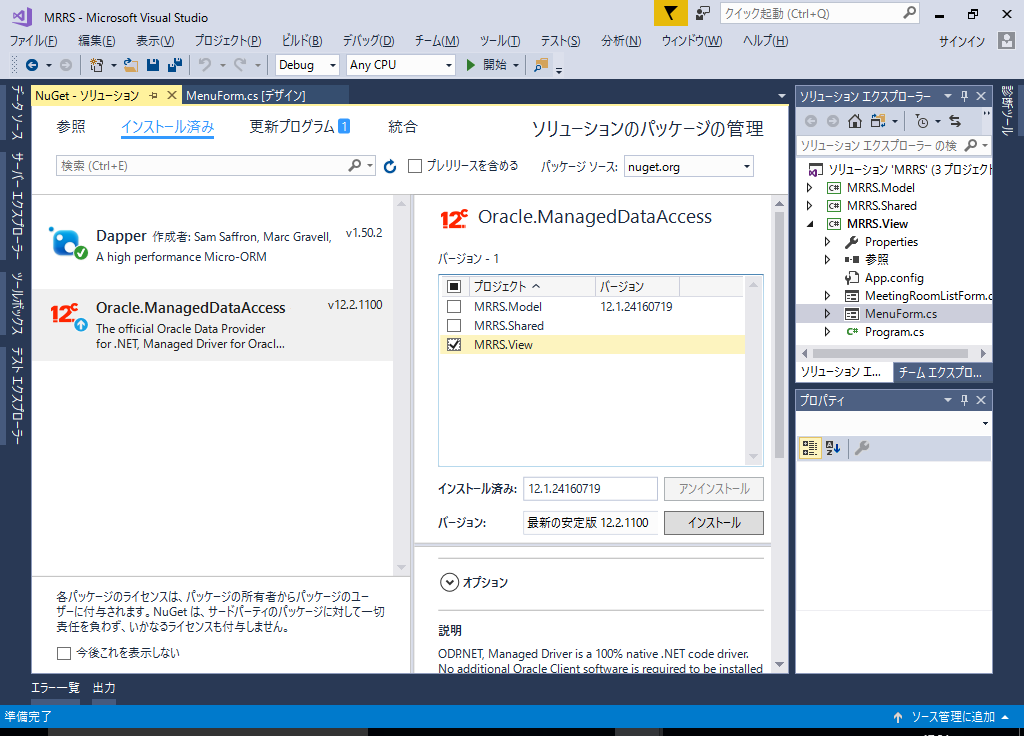 MRRS - Microsoft Visual Studio
クイック起動 (Ctrl+Q)
ファイル(F) 編集(E) 表示(V) プロジェクト(P) ビルド(B) デバッグ(D) チーム(M) ツール(T) テスト(S) 分析(N) ウィンドウ(W) ヘルプ(H) サインイン
Debug Any CPU 開始
データ ソース
サーバー エクスプローラー
ツールボックス
テスト エクスプローラー
NuGet - ソリューション MenuForm.cs [デザイン]
参照 インストール済み 更新プログラム 1 統合
ソリューションのパッケージの管理
検索 (Ctrl+E) プレリリースを含める パッケージ ソース: nuget.org
Dapper 作成者: Sam Saffron, Marc Gravell, v1.50.2
A high performance Micro-ORM
12c
Oracle.ManagedDataAccess v12.2.1100
The official Oracle Data Provider
for .NET, Managed Driver for Oracl...
各パッケージのライセンスは、パッケージの所有者からパッケージのユー
ザーに付与されます。NuGet は、サードパーティのパッケージに対して一切
責任を負わず、いかなるライセンスも付与しません。
今後これを表示しない
12c Oracle.ManagedDataAccess
バージョン - 1
プロジェクト バージョン
MRRS.Model 12.1.24160719
MRRS.Shared
MRRS.View
インストール済み: 12.1.24160719 アンインストール
バージョン: 最新の安定版 12.2.1100 インストール
オプション
説明
ODP.NET, Managed Driver is a 100% native .NET code driver.
No additional Oracle Client software is required to be installed
ソリューション エクスプローラー
ソリューション エクスプローラー の検
ソリューション 'MRRS' (3 プロジェクト
MRRS.Model
MRRS.Shared
MRRS.View
Properties
参照
App.config
MeetingRoomListForm.c
MenuForm.cs
Program.cs
ソリューション エ... チーム エクスプロ...
プロパティ
診断ツール
エラー一覧 出力
準備完了 ソース管理に追加